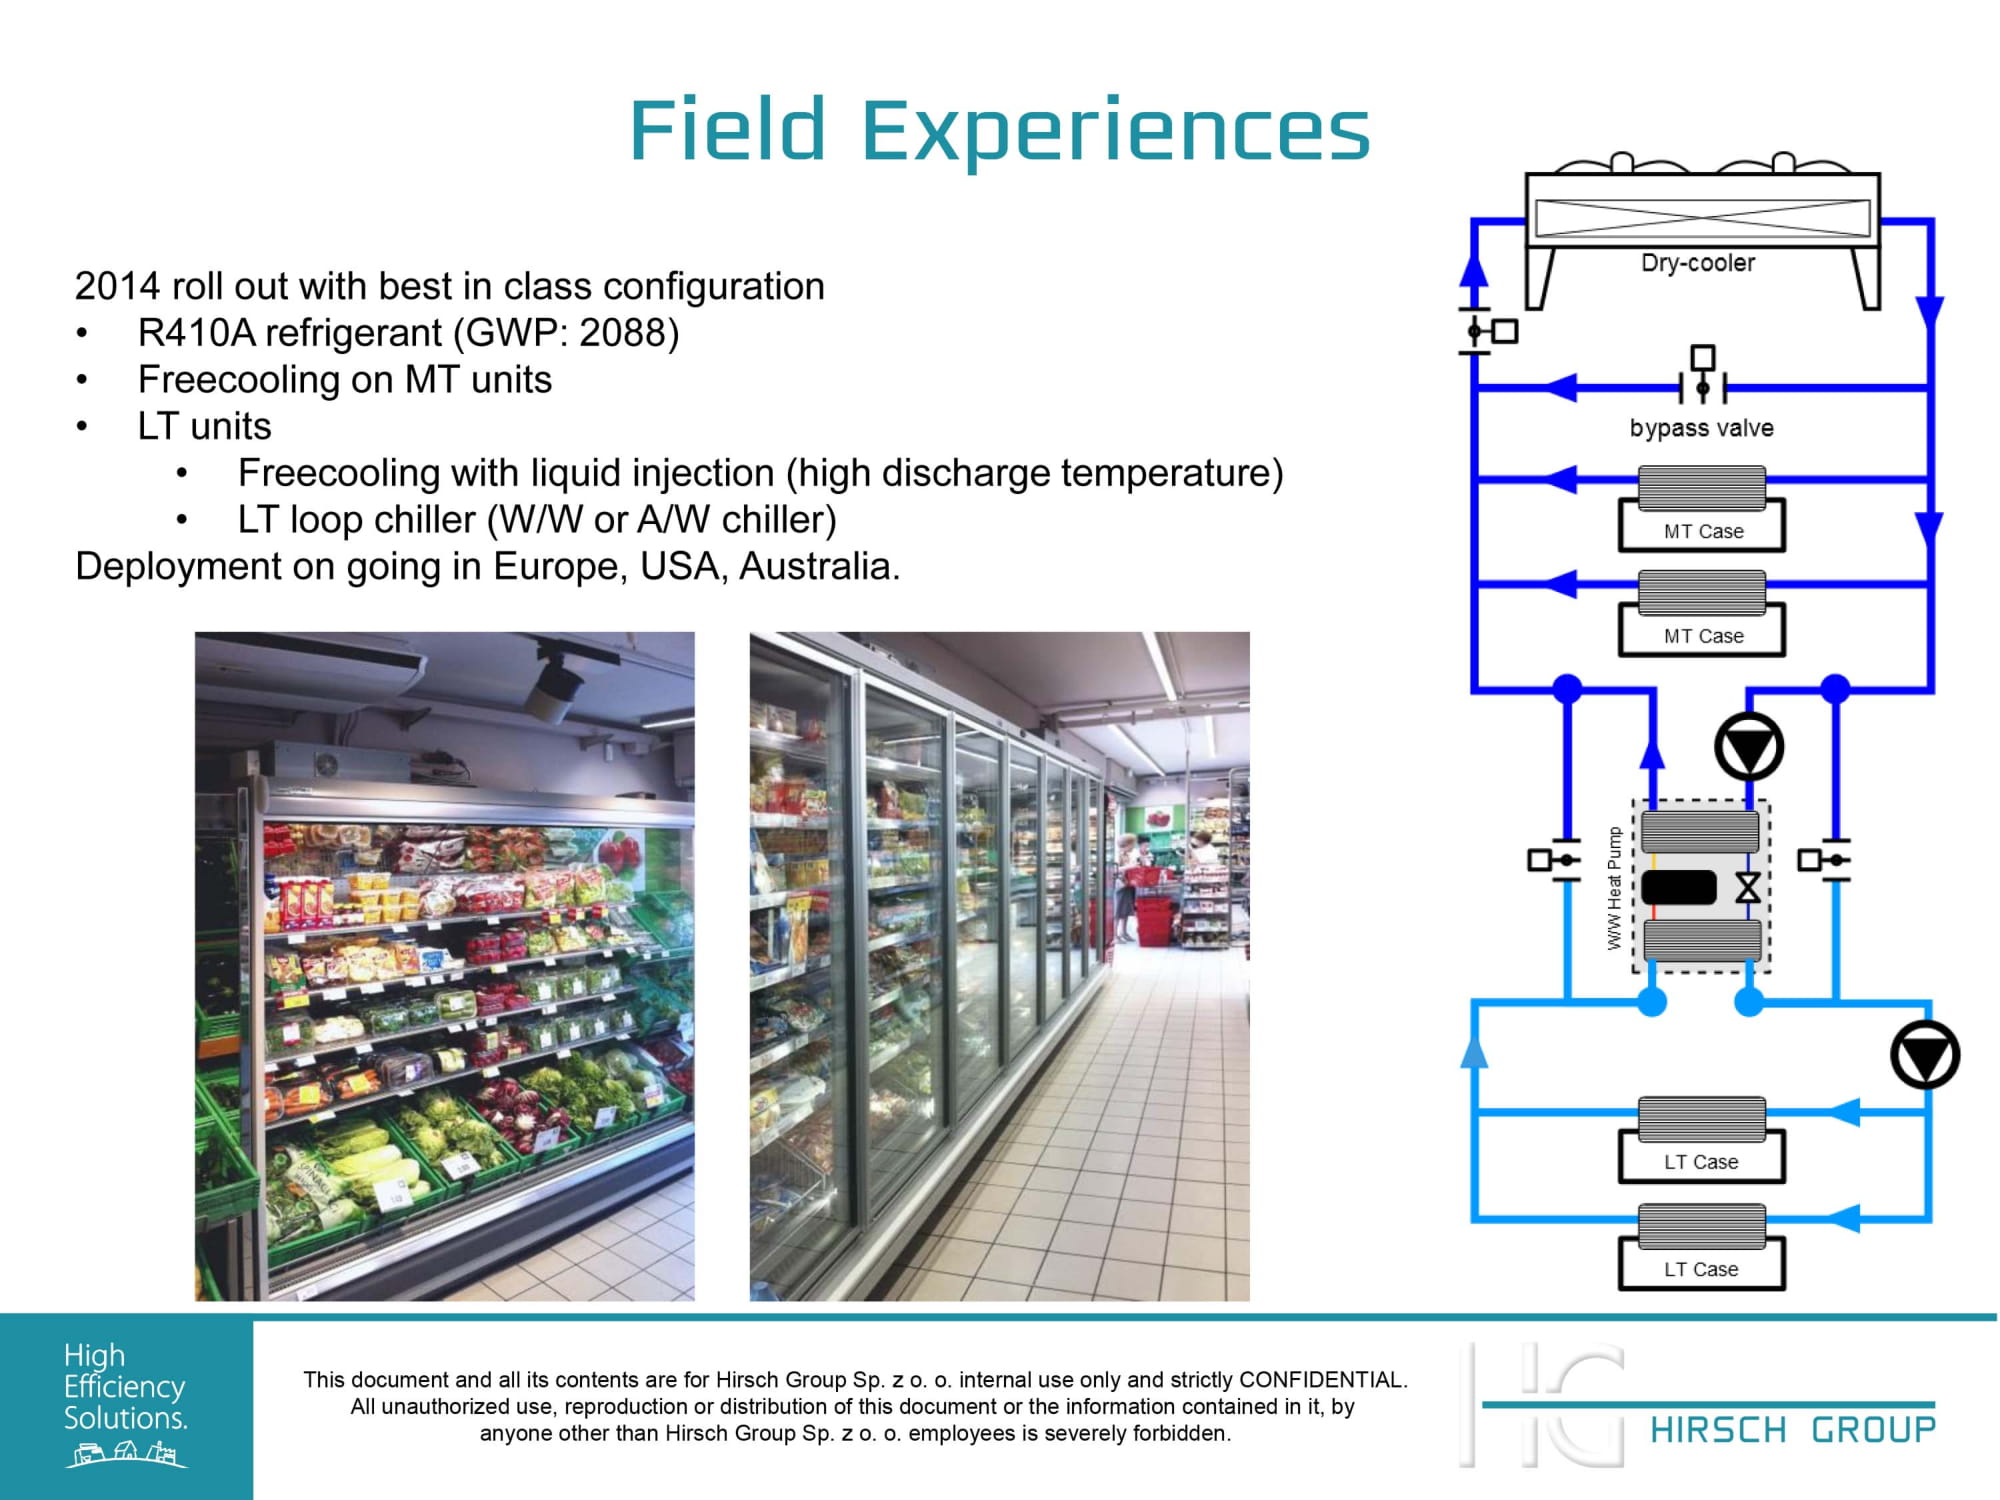 Field Experiences
2014 roll out with best in class configuration
• R410A refrigerant (GWP: 2088)
• Freecooling on MT units
• LT units
• Freecooling with liquid injection (high discharge temperature)
• LT loop chiller (W/W or A/W chiller)
Deployment on going in Europe, USA, Australia.
Dry-cooler
bypass valve
MT Case
MT Case
W/W Heat Pump
LT Case
LT Case
High
Efficiency
Solutions.
This document and all its contents are for Hirsch Group Sp. z o. o. internal use only and strictly CONFIDENTIAL.
All unauthorized use, reproduction or distribution of this document or the information contained in it, by
anyone other than Hirsch Group Sp. z o. o. employees is severely forbidden.
HG
HIRSCH GROUP